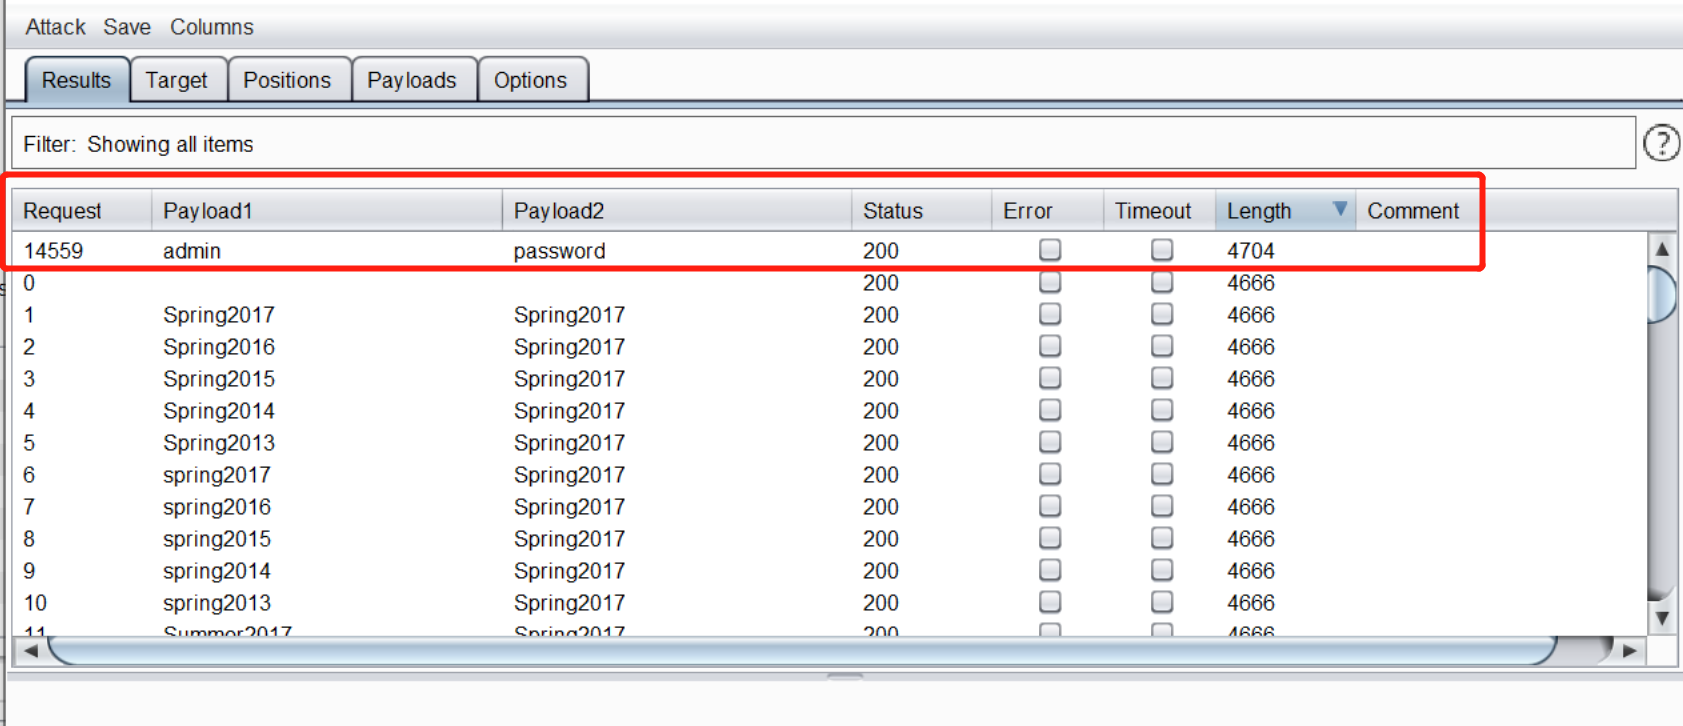 Attack Save Columns
Results Target Positions Payloads Options
Filter: Showing all items
?
Request Payload1 Payload2 Status Error Timeout Length Comment
14559 admin password 200 4704
0 200 4666
1 Spring2017 Spring2017 200 4666
2 Spring2016 Spring2017 200 4666
3 Spring2015 Spring2017 200 4666
4 Spring2014 Spring2017 200 4666
5 Spring2013 Spring2017 200 4666
6 spring2017 Spring2017 200 4666
7 spring2016 Spring2017 200 4666
8 spring2015 Spring2017 200 4666
9 spring2014 Spring2017 200 4666
10 spring2013 Spring2017 200 4666
11 Summer2017 Spring2017 200 4666